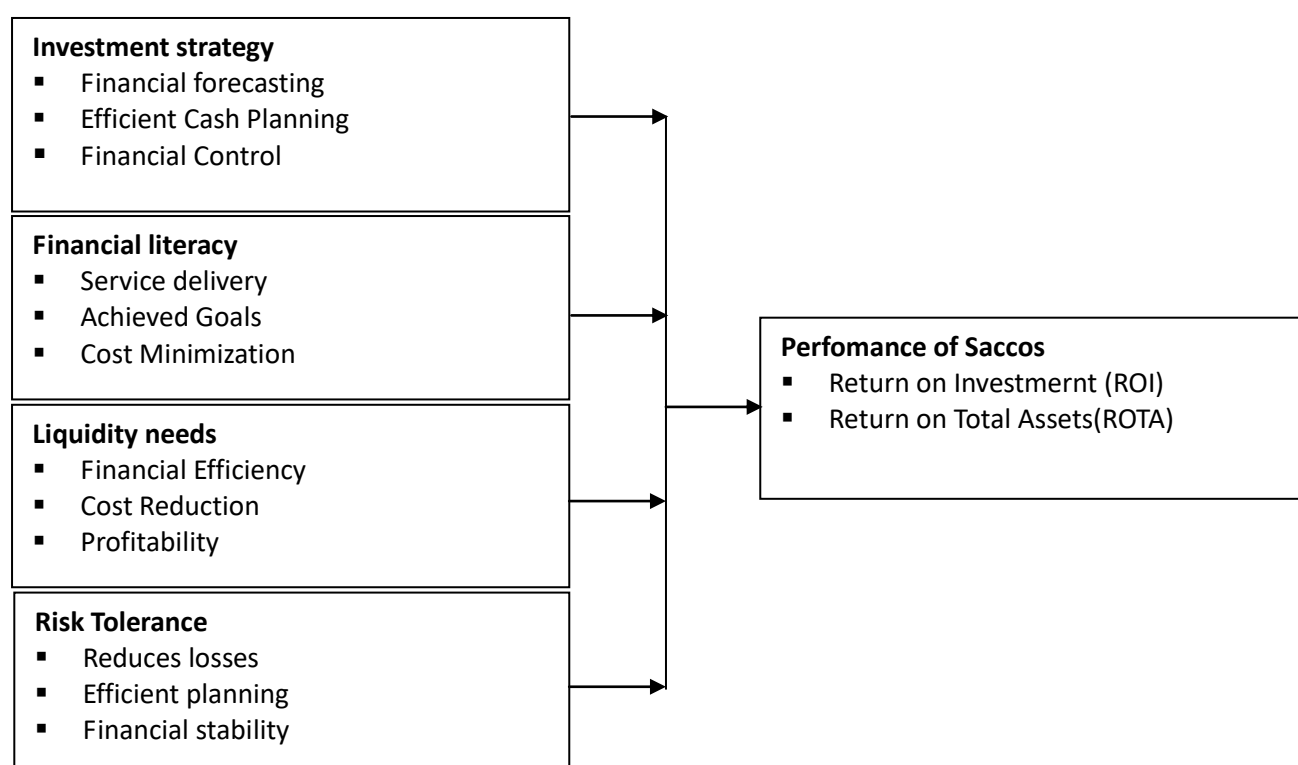 Investment strategy
▪ Financial forecasting
▪ Efficient Cash Planning
▪ Financial Control
Financial literacy
▪ Service delivery
▪ Achieved Goals
▪ Cost Minimization
Liquidity needs
▪ Financial Efficiency
▪ Cost Reduction
▪ Profitability
Risk Tolerance
▪ Reduces losses
▪ Efficient planning
▪ Financial stability
Perfomance of Saccos
▪ Return on Investmernt (ROI)
▪ Return on Total Assets(ROTA)